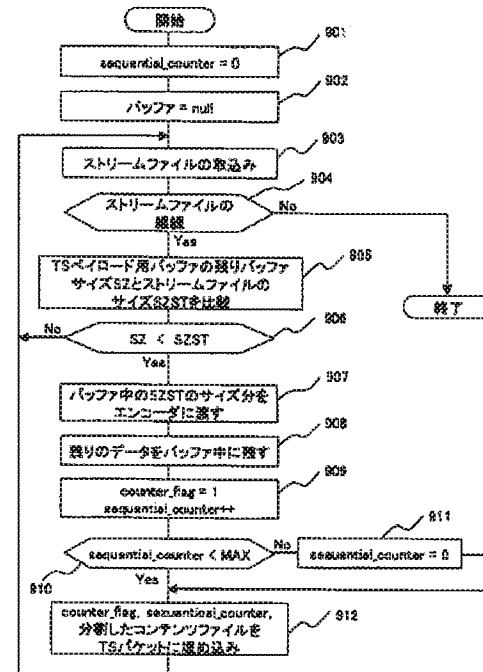 開始
901
sequential_counter = 0
902
バッファ = null
903
ストリームファイルの取込み
904
ストリームファイルの
継続
No
Yes
905
TSペイロード用バッファの残りバッファ
サイズSZとストリームファイルの
サイズSZSTを比較
終了
906
No
SZ < SZST
Yes
907
バッファ中のSZSTのサイズ分を
エンコーダに渡す
908
残りのデータをバッファ中に残す
909
counter_flag = 1
sequential_counter++
911
sequential_counter < MAX
No
sequential_counter = 0
910
Yes
counter_flag, sequential_counter,
分割したコンテンツファイルを
TSパケットに埋め込み
912